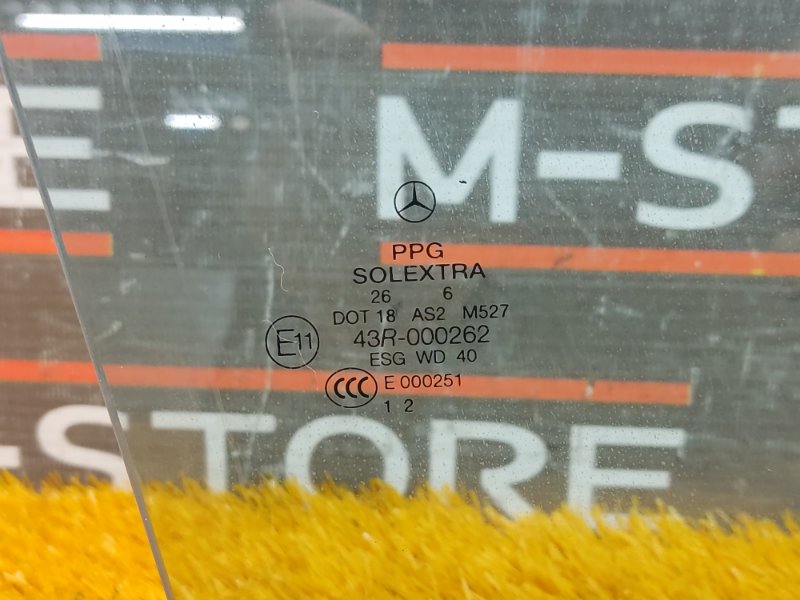 E M-ST
PPG
SOLEXTRA
26 6
DOT 18 AS2 M527
E11 43R-000262
ESG WD 40
CCC E 000251
1 2
-STORE